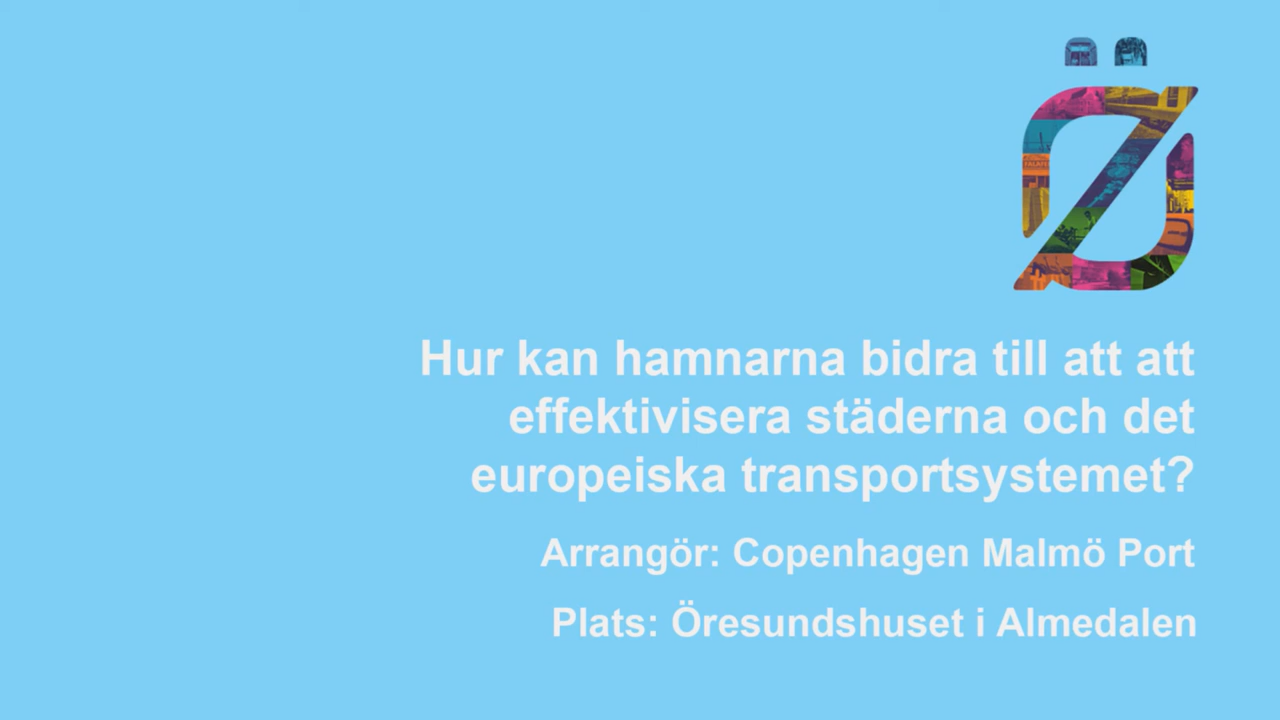 Hur kan hamnarna bidra till att att
effektivisera städerna och det
europeiska transportsystemet?
Arrangör: Copenhagen Malmö Port
Plats: Öresundshuset i Almedalen